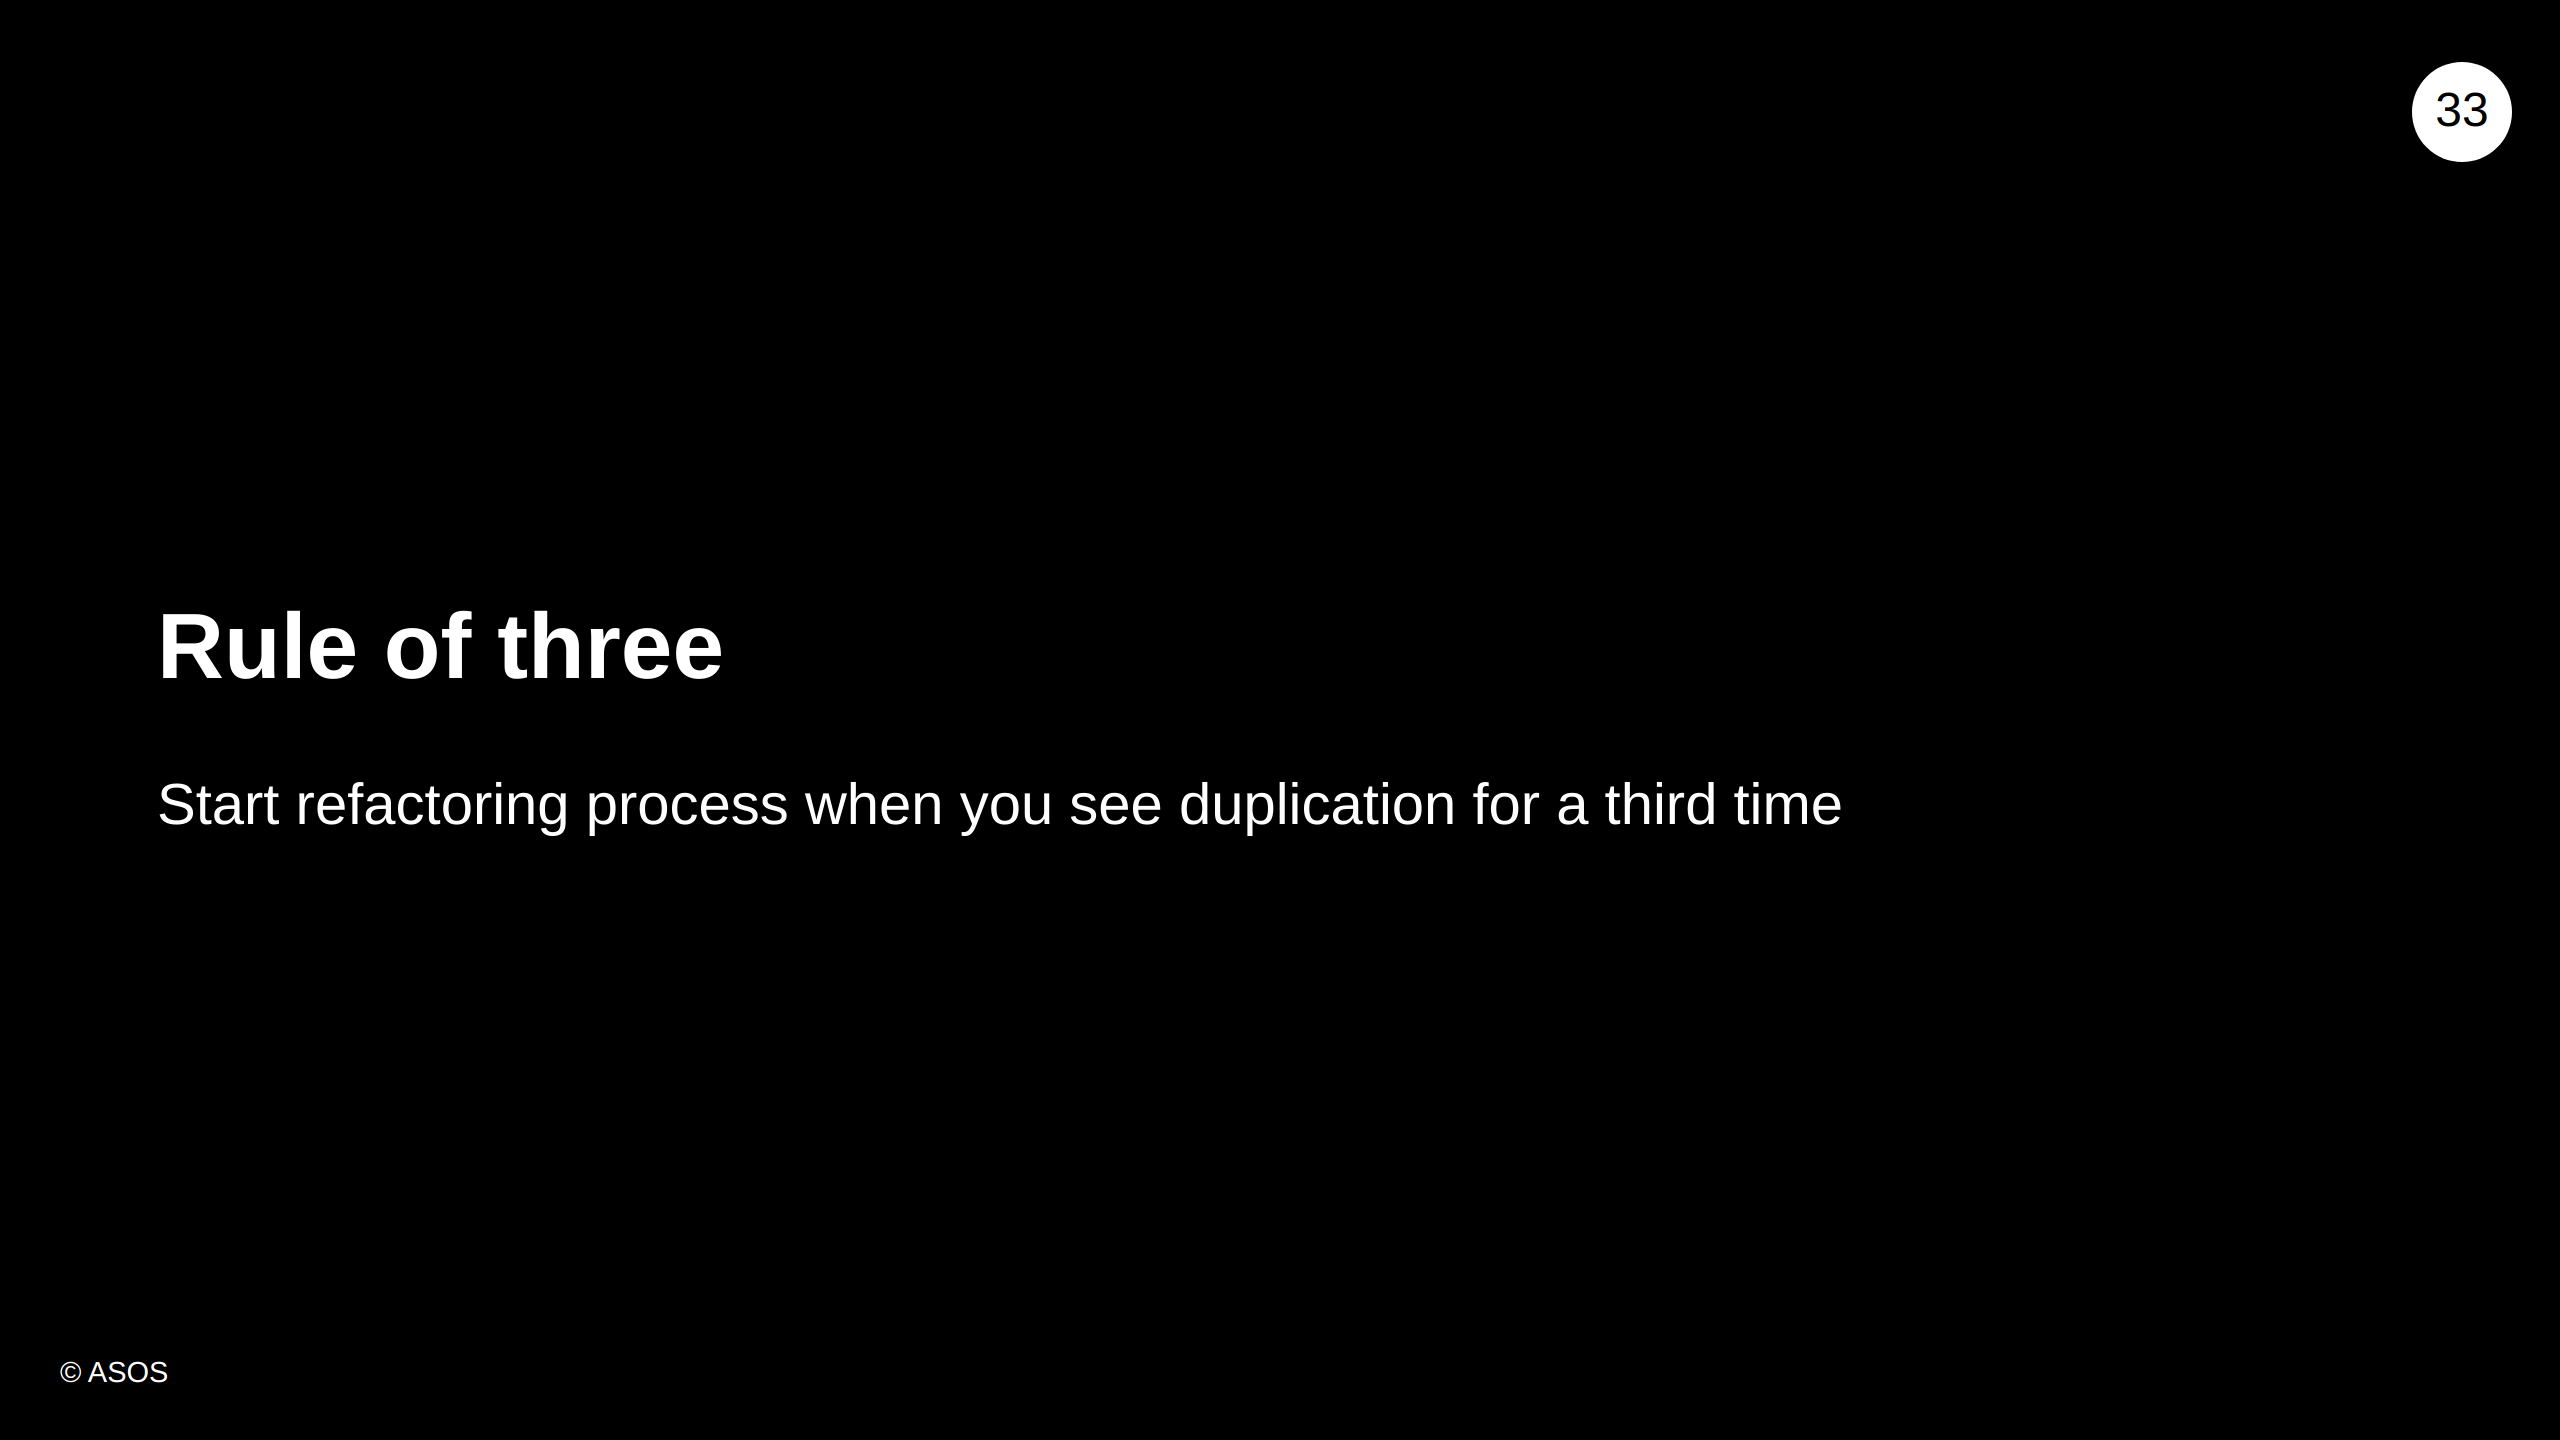 33
Rule of three
Start refactoring process when you see duplication for a third time
© ASOS